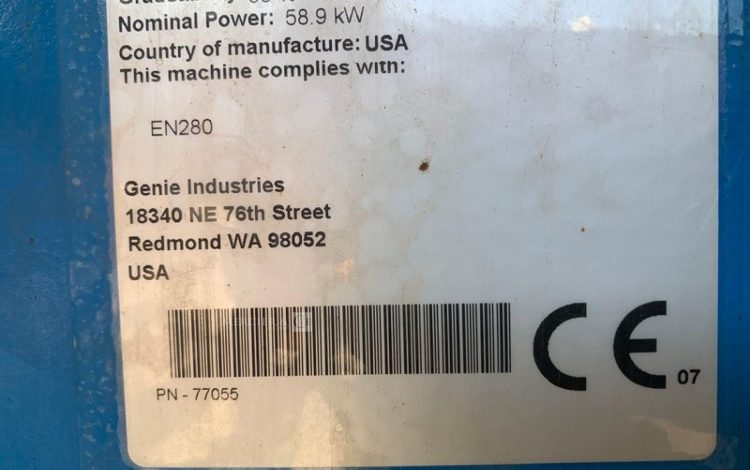 Nominal Power: 58.9 kW
Country of manufacture: USA
This machine complies with:
EN280
Genie Industries
18340 NE 76th Street
Redmond WA 98052
USA
PN - 77055
CE 07